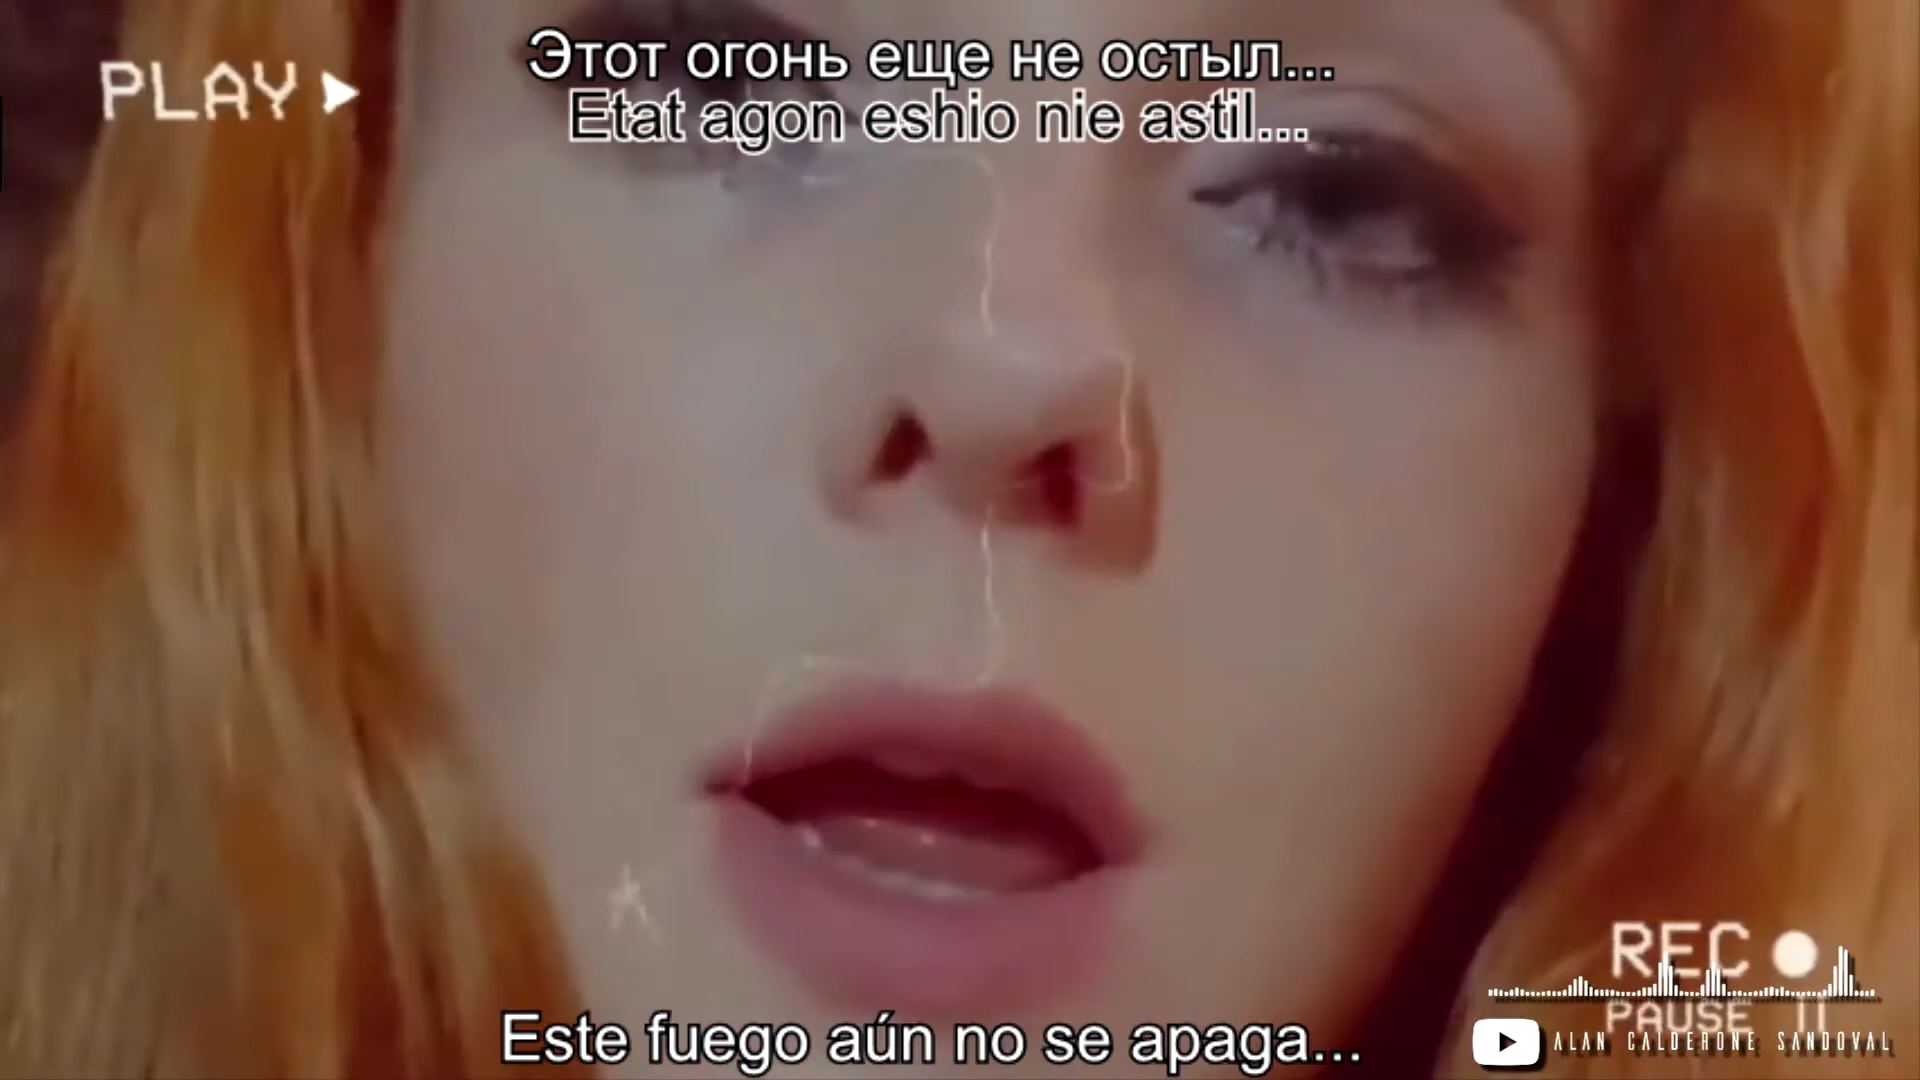 PLAY
Этот огонь еще не остыл...
Etat agon eshio nie astil...
REC
PAUSE
ALAN CALDERONE SANDOVAL
Este fuego aún no se apaga...